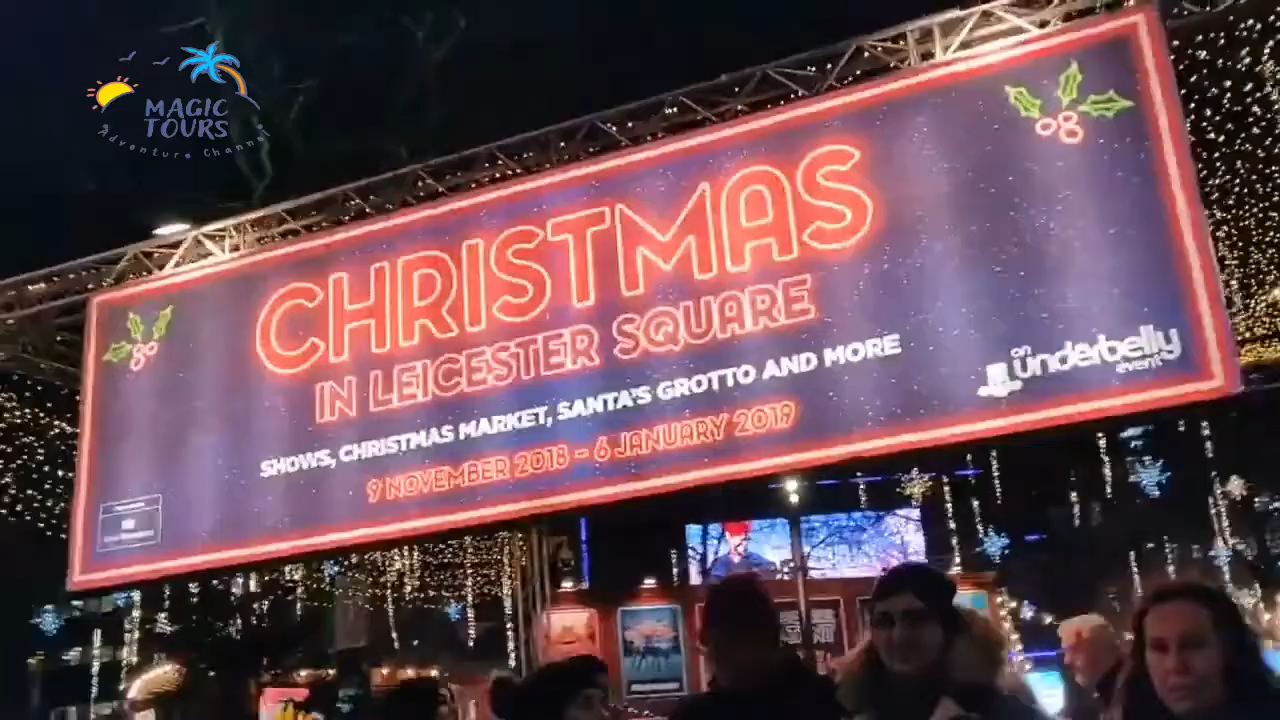 MAGIC
TOURS
Adventure Channel
CHRISTMAS
IN LEICESTER SQUARE
SHOWS, CHRISTMAS MARKET, SANTA'S GROTTO AND MORE
9 NOVEMBER 2018 - 6 JANUARY 2019
an
underbelly
event